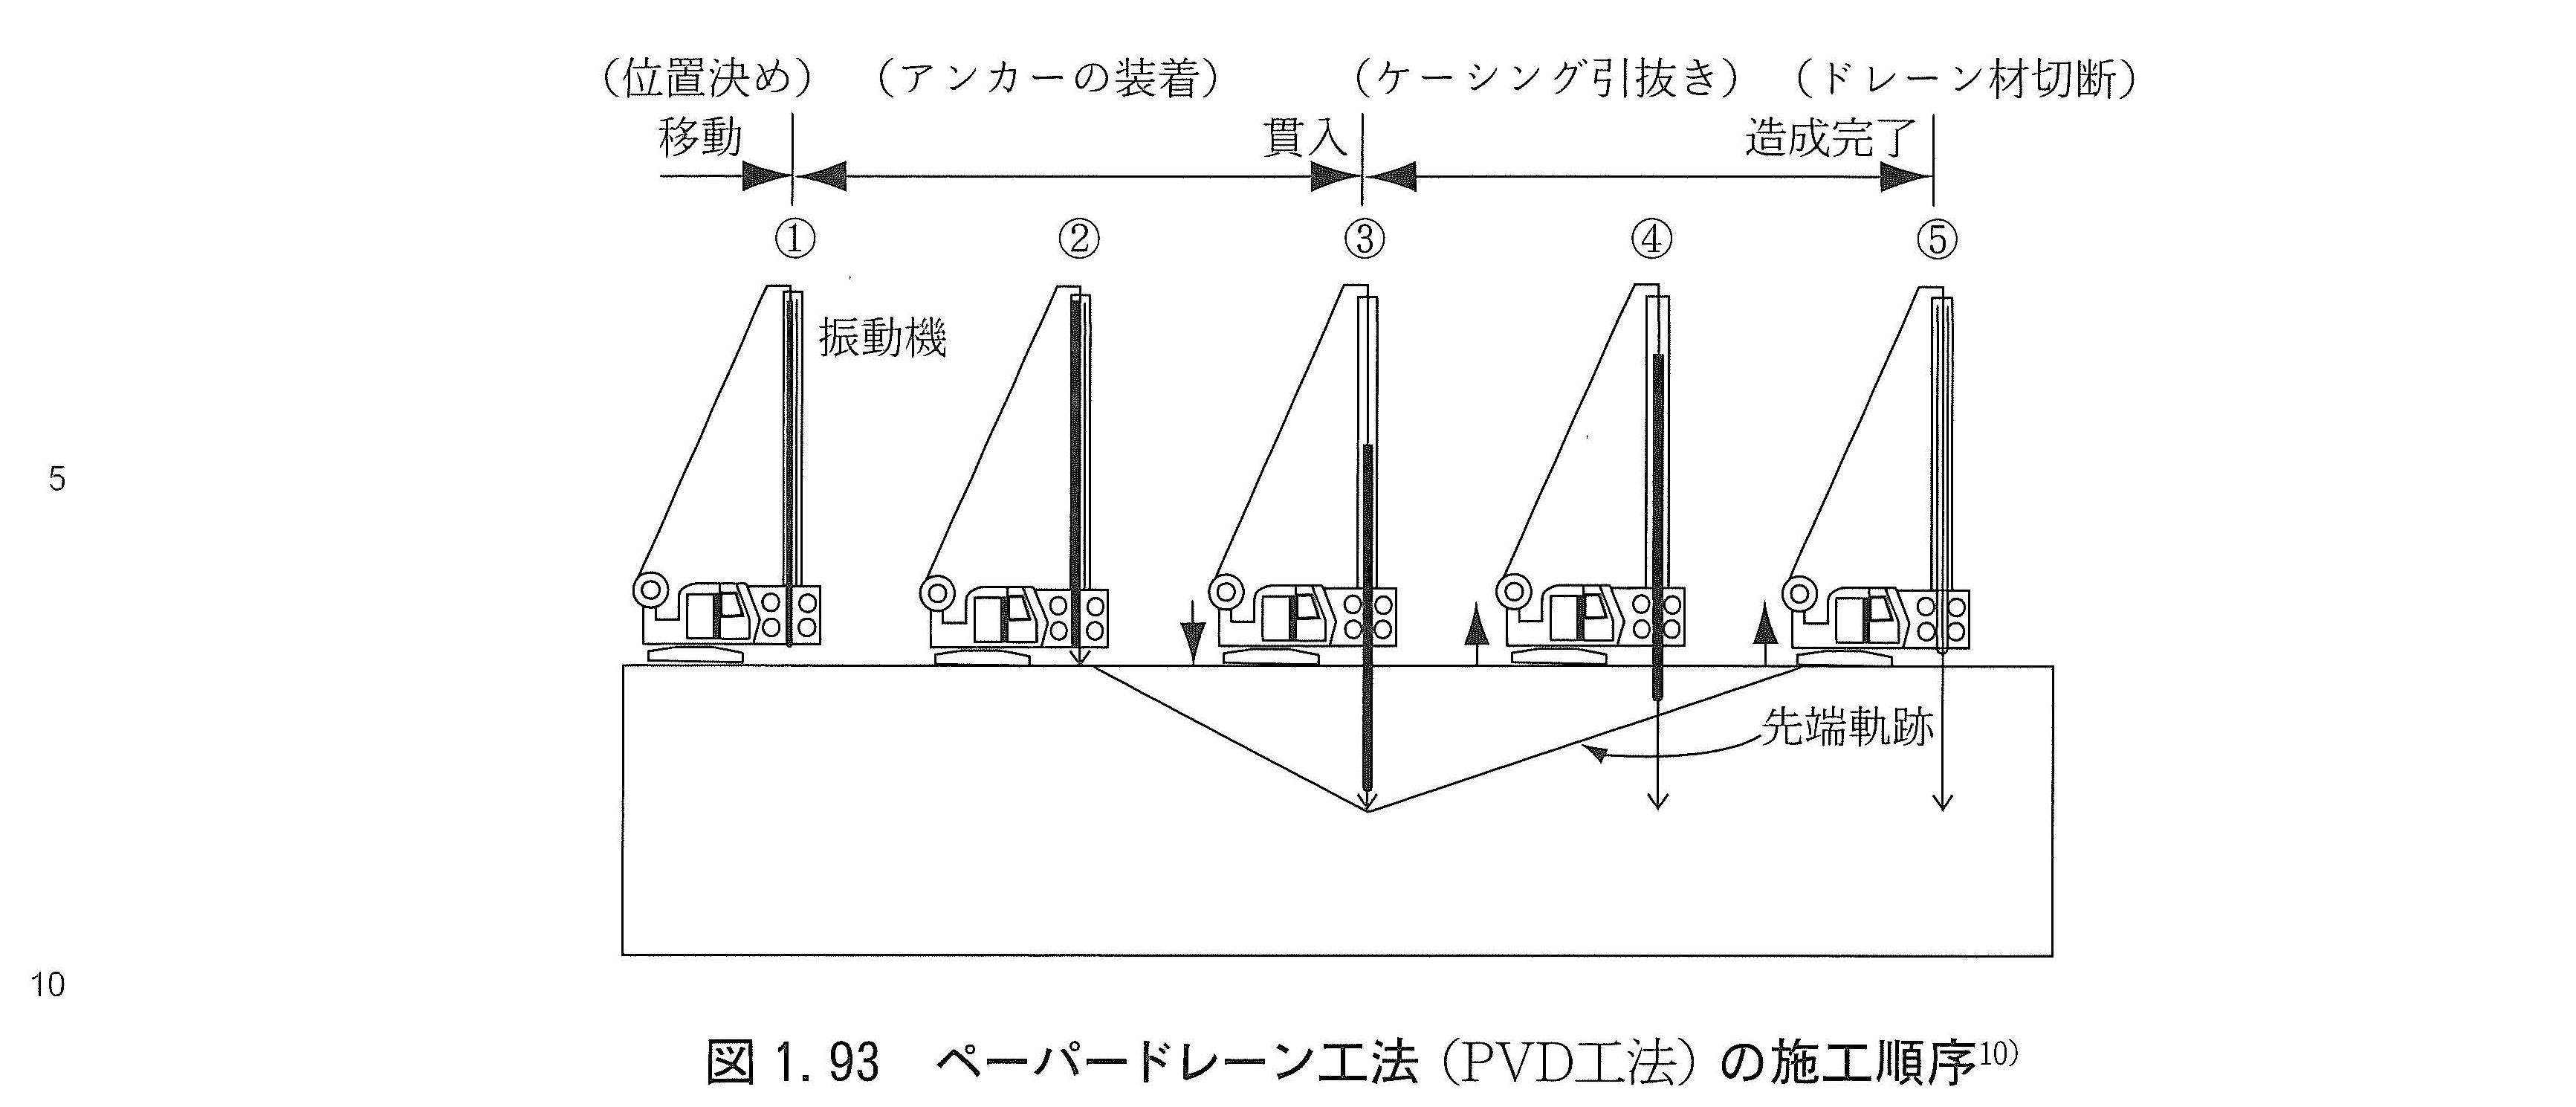 （位置決め）　（アンカーの装着）　（ケーシング引抜き）　（ドレーン材切断）
移動　貫入　造成完了
①　②　③　④　⑤
振動機
5
先端軌跡
10
図 1. 93　ペーパードレーン工法（PVD工法）の施工順序10)